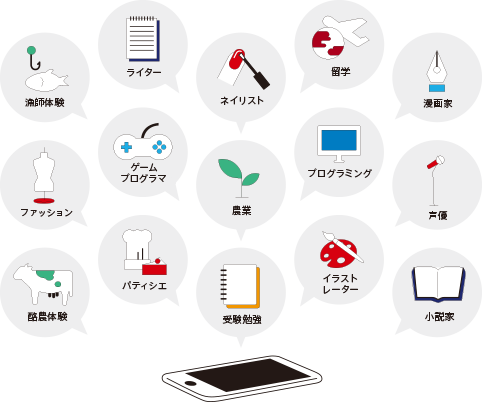 ライター
ネイリスト
留学
漁師体験
漫画家
ゲーム
プログラマ
プログラミング
ファッション
農業
声優
パティシエ
イラスト
レーター
酪農体験
受験勉強
小説家